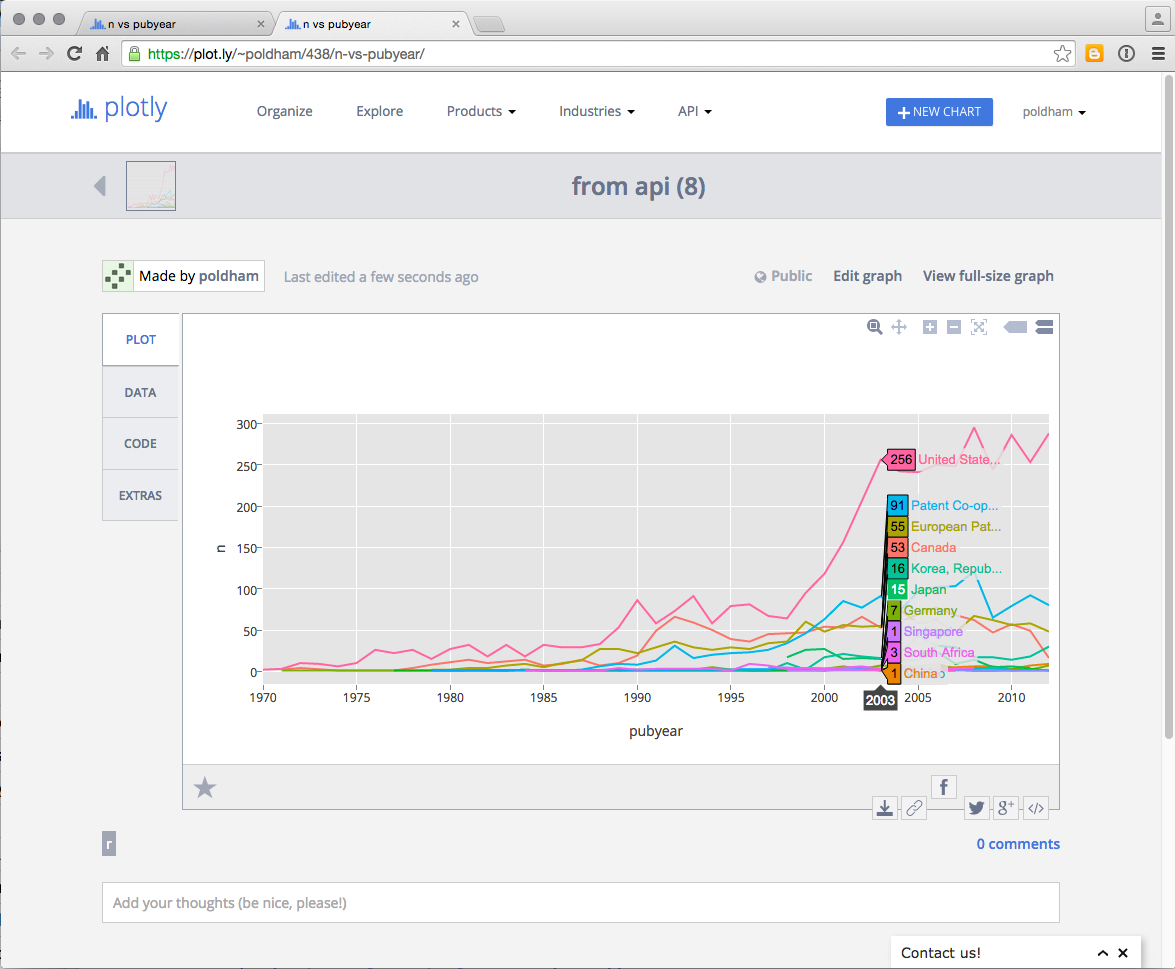 n vs pubyear
n vs pubyear
https://plot.ly/~poldham/438/n-vs-pubyear/
plotly
Organize Explore Products Industries API
NEW CHART poldham
from api (8)
Made by poldham
Last edited a few seconds ago
Public Edit graph View full-size graph
PLOT
DATA
CODE
EXTRAS
n
300
250
200
150
100
50
0
256 United State...
91 Patent Co-op...
55 European Pat...
53 Canada
16 Korea, Repub...
15 Japan
7 Germany
1 Singapore
3 South Africa
1 China
1970 1975 1980 1985 1990 1995 2000 2003 2005 2010
pubyear
f
g+
</>
r
0 comments
Add your thoughts (be nice, please!)
Contact us!